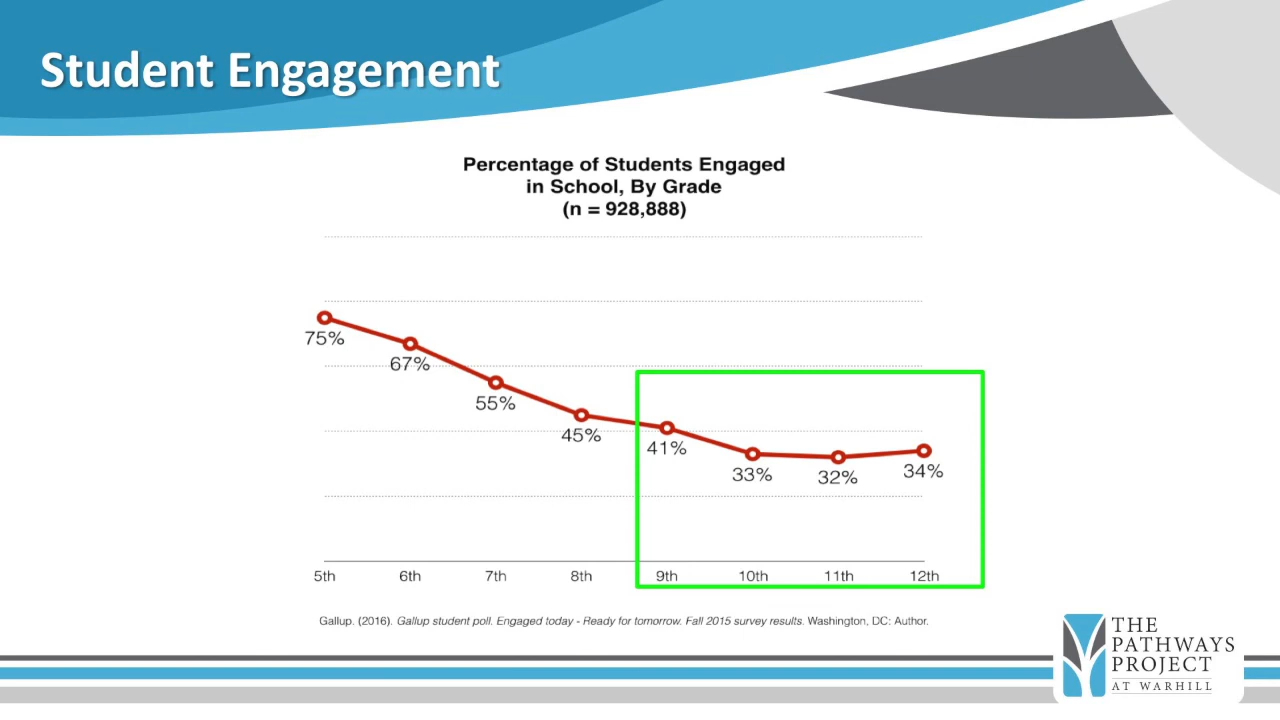 Student Engagement
Percentage of Students Engaged
in School, By Grade
(n = 928,888)
75%
67%
55%
45%
41%
33%
32%
34%
5th
6th
7th
8th
9th
10th
11th
12th
Gallup. (2016). Gallup student poll. Engaged today - Ready for tomorrow. Fall 2015 survey results. Washington, DC: Author.
THE
PATHWAYS
PROJECT
AT WARHILL